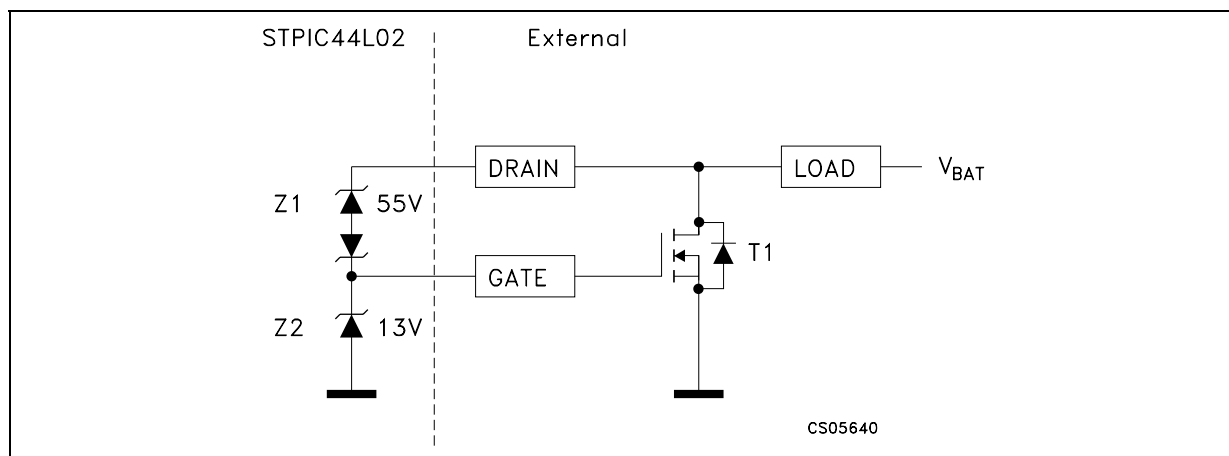 STPIC44L02 External
DRAIN LOAD V_BAT
Z1 55V
T1
GATE
Z2 13V
CS05640